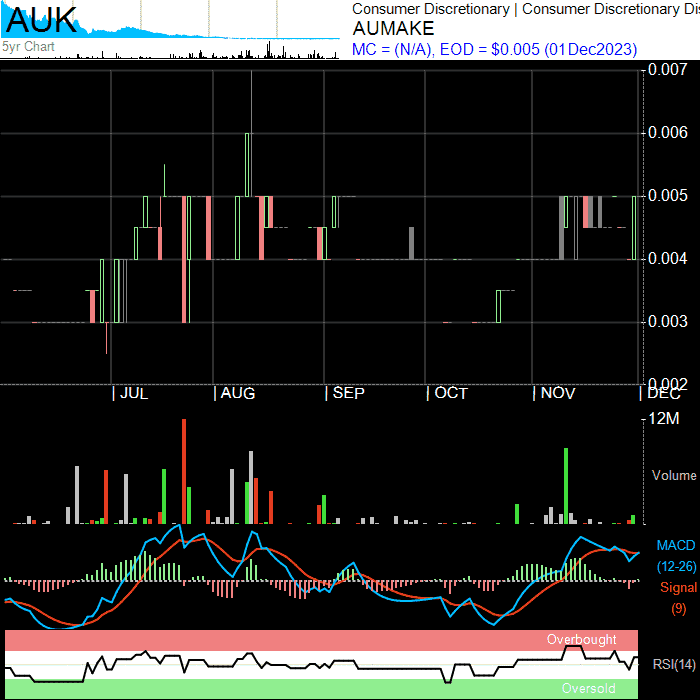 AUK
5yr Chart
Consumer Discretionary | Consumer Discretionary Dis
AUMAKE
MC = (N/A), EOD = $0.005 (01Dec2023)
0.007
0.006
0.005
0.004
0.003
0.002
JUL AUG SEP OCT NOV DEC
12M
Volume
MACD
(12-26)
Signal
(9)
Overbought
RSI(14)
Oversold